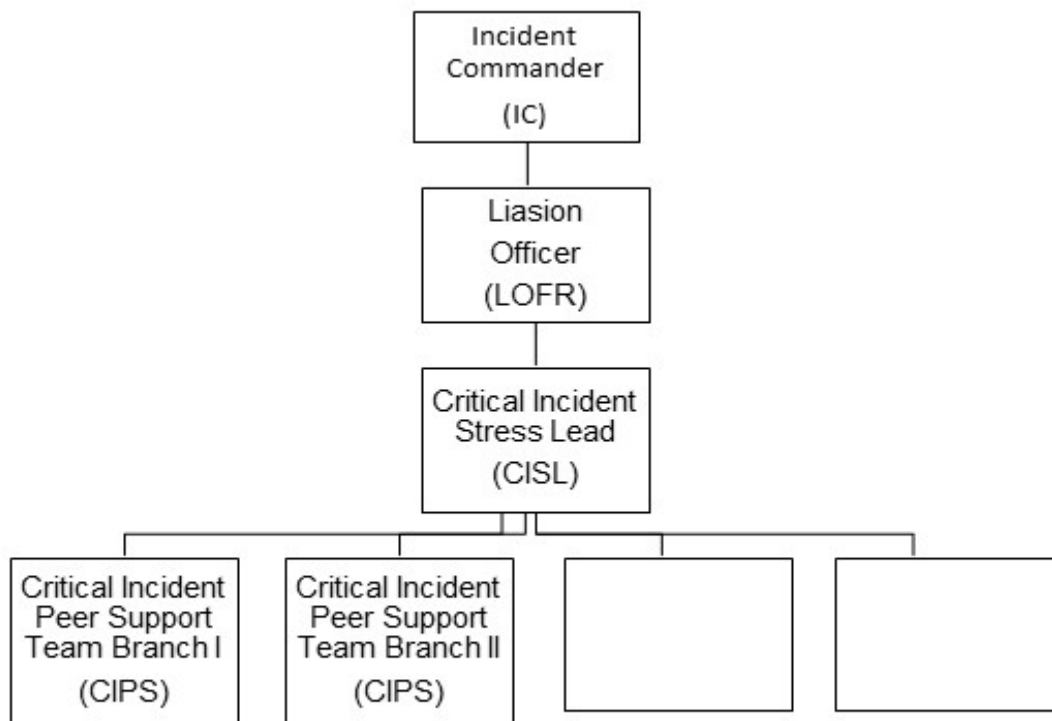 Incident
Commander
(IC)
Liasion
Officer
(LOFR)
Critical Incident
Stress Lead
(CISL)
Critical Incident
Peer Support
Team Branch I
(CIPS)
Critical Incident
Peer Support
Team Branch II
(CIPS)